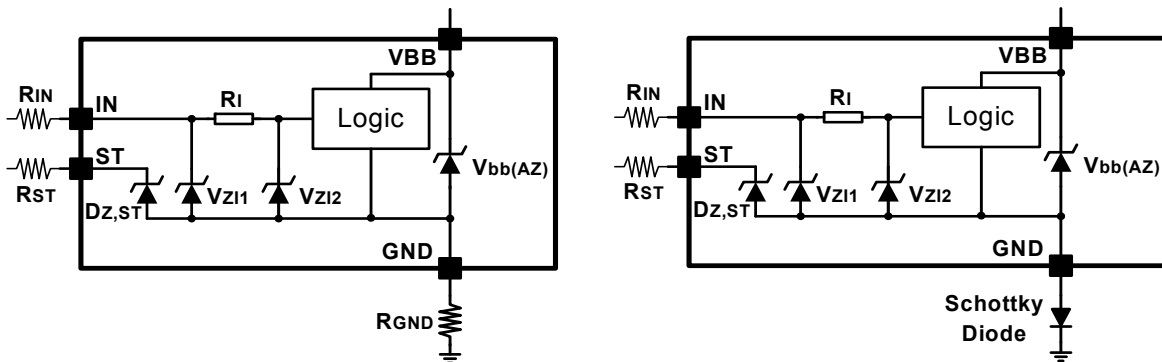 VBB
RIN
IN
RI
Logic
ST
RST
DZ,ST
VZI1
VZI2
Vbb(AZ)
GND
RGND
VBB
RIN
IN
RI
Logic
ST
RST
DZ,ST
VZI1
VZI2
Vbb(AZ)
GND
Schottky
Diode